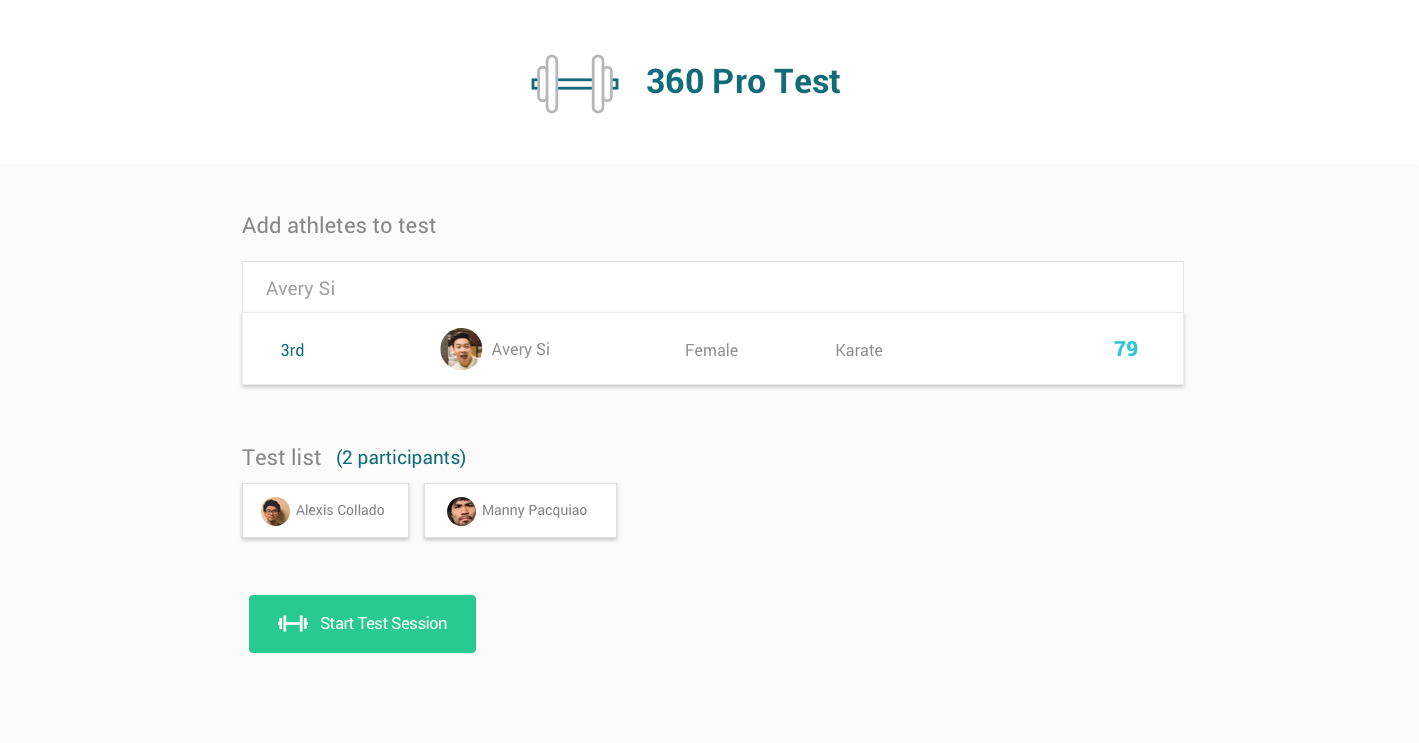 360 Pro Test
Add athletes to test
Avery Si
3rd Avery Si Female Karate 79
Test list (2 participants)
Alexis Collado Manny Pacquiao
Start Test Session